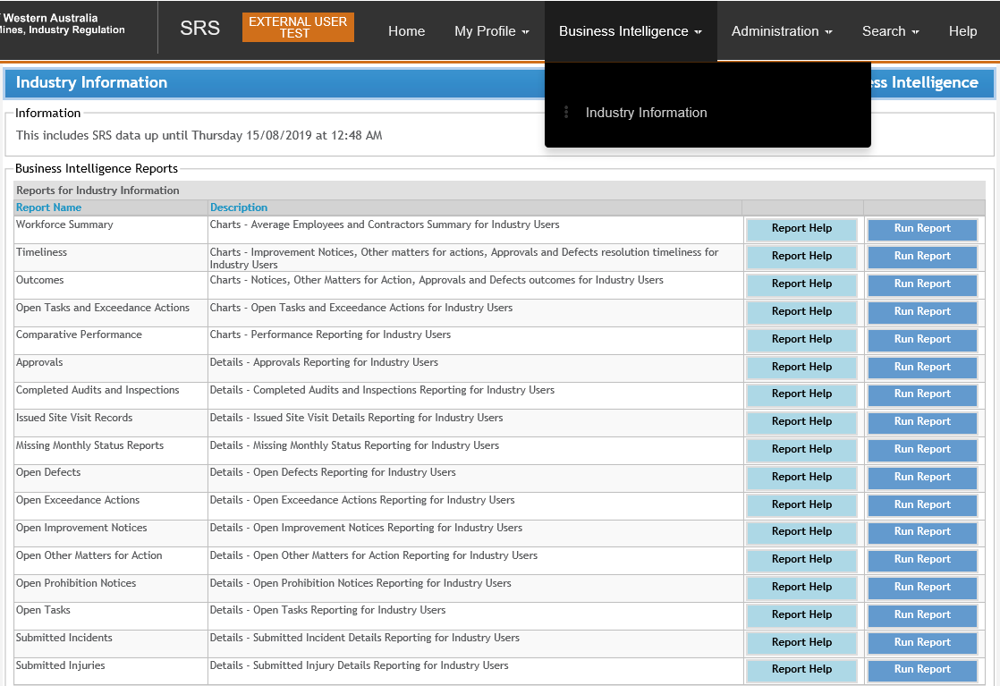 Western Australia
Mines, Industry Regulation
SRS
EXTERNAL USER
TEST
Home
My Profile
Business Intelligence
Administration
Search
Help
Industry Information
Industry Information
ss Intelligence
Information
This includes SRS data up until Thursday 15/08/2019 at 12:48 AM
Business Intelligence Reports
Reports for Industry Information
Report Name Description
Workforce Summary Charts - Average Employees and Contractors Summary for Industry Users Report Help Run Report
Timeliness Charts - Improvement Notices, Other matters for actions, Approvals and Defects resolution timeliness for
Industry Users Report Help Run Report
Outcomes Charts - Notices, Other Matters for Action, Approvals and Defects outcomes for Industry Users Report Help Run Report
Open Tasks and Exceedance Actions Charts - Open Tasks and Exceedance Actions for Industry Users Report Help Run Report
Comparative Performance Charts - Performance Reporting for Industry Users Report Help Run Report
Approvals Details - Approvals Reporting for Industry Users Report Help Run Report
Completed Audits and Inspections Details - Completed Audits and Inspections Reporting for Industry Users Report Help Run Report
Issued Site Visit Records Details - Issued Site Visit Details Reporting for Industry Users Report Help Run Report
Missing Monthly Status Reports Details - Missing Monthly Status Reporting for Industry Users Report Help Run Report
Open Defects Details - Open Defects Reporting for Industry Users Report Help Run Report
Open Exceedance Actions Details - Open Exceedance Actions Reporting for Industry Users Report Help Run Report
Open Improvement Notices Details - Open Improvement Notices Reporting for Industry Users Report Help Run Report
Open Other Matters for Action Details - Open Other Matters for Action Reporting for Industry Users Report Help Run Report
Open Prohibition Notices Details - Open Prohibition Notices Reporting for Industry Users Report Help Run Report
Open Tasks Details - Open Tasks Reporting for Industry Users Report Help Run Report
Submitted Incidents Details - Submitted Incident Details Reporting for Industry Users Report Help Run Report
Submitted Injuries Details - Submitted Injury Details Reporting for Industry Users Report Help Run Report